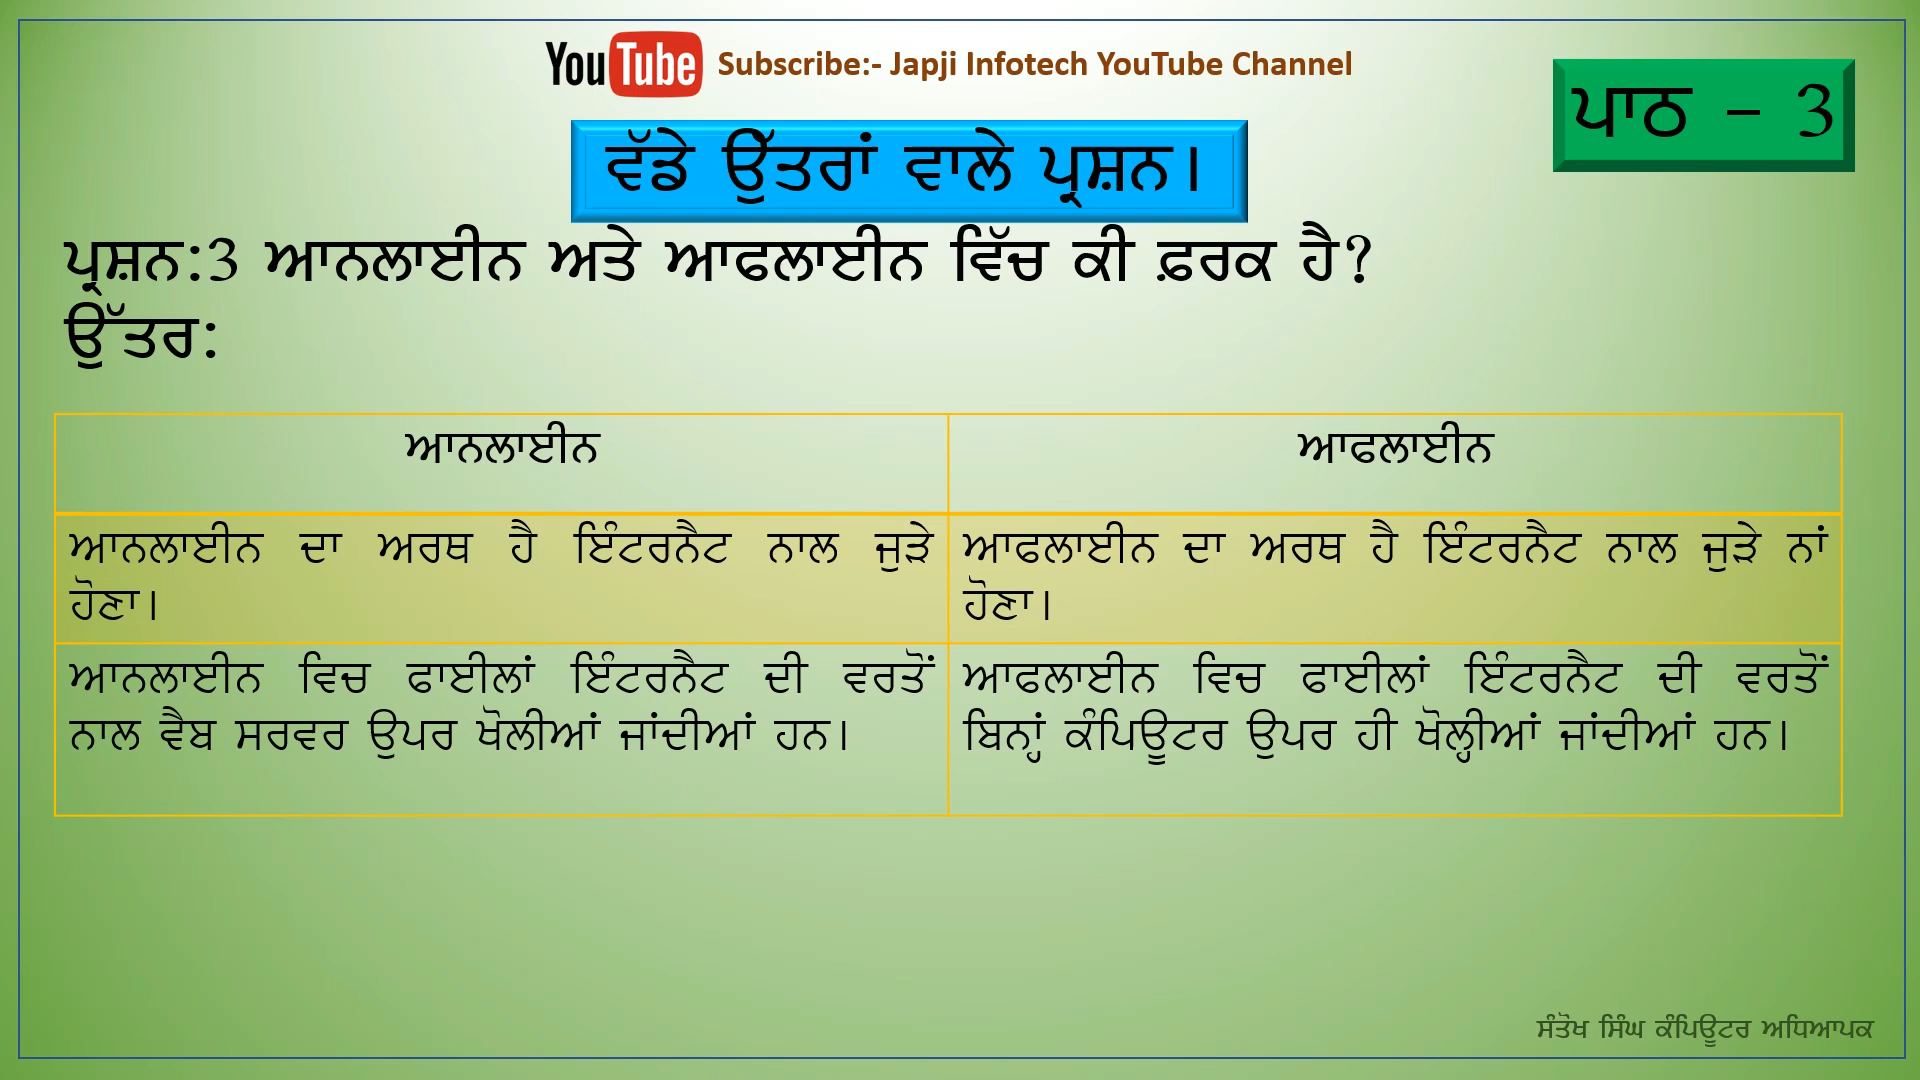 YouTube Subscribe:- Japji Infotech YouTube Channel
ਪਾਠ - 3
ਵੱਡੇ ਉੱਤਰਾਂ ਵਾਲੇ ਪ੍ਰਸ਼ਨ।
ਪ੍ਰਸ਼ਨ:3 ਆਨਲਾਈਨ ਅਤੇ ਆਫਲਾਈਨ ਵਿੱਚ ਕੀ ਫ਼ਰਕ ਹੈ?
ਉੱਤਰ:
ਆਨਲਾਈਨ
ਆਫਲਾਈਨ
ਆਨਲਾਈਨ ਦਾ ਅਰਥ ਹੈ ਇੰਟਰਨੈਟ ਨਾਲ ਜੁੜੇ
ਹੋਣਾ।
ਆਫਲਾਈਨ ਦਾ ਅਰਥ ਹੈ ਇੰਟਰਨੈਟ ਨਾਲ ਜੁੜੇ ਨਾਂ
ਹੋਣਾ।
ਆਨਲਾਈਨ ਵਿਚ ਫਾਈਲਾਂ ਇੰਟਰਨੈਟ ਦੀ ਵਰਤੋਂ
ਨਾਲ ਵੈਬ ਸਰਵਰ ਉਪਰ ਖੋਲੀਆਂ ਜਾਂਦੀਆਂ ਹਨ।
ਆਫਲਾਈਨ ਵਿਚ ਫਾਈਲਾਂ ਇੰਟਰਨੈਟ ਦੀ ਵਰਤੋਂ
ਬਿਨ੍ਹਾਂ ਕੰਪਿਊਟਰ ਉਪਰ ਹੀ ਖੋਲ੍ਹੀਆਂ ਜਾਂਦੀਆਂ ਹਨ।
ਸੰਤੋਖ ਸਿੰਘ ਕੰਪਿਊਟਰ ਅਧਿਆਪਕ